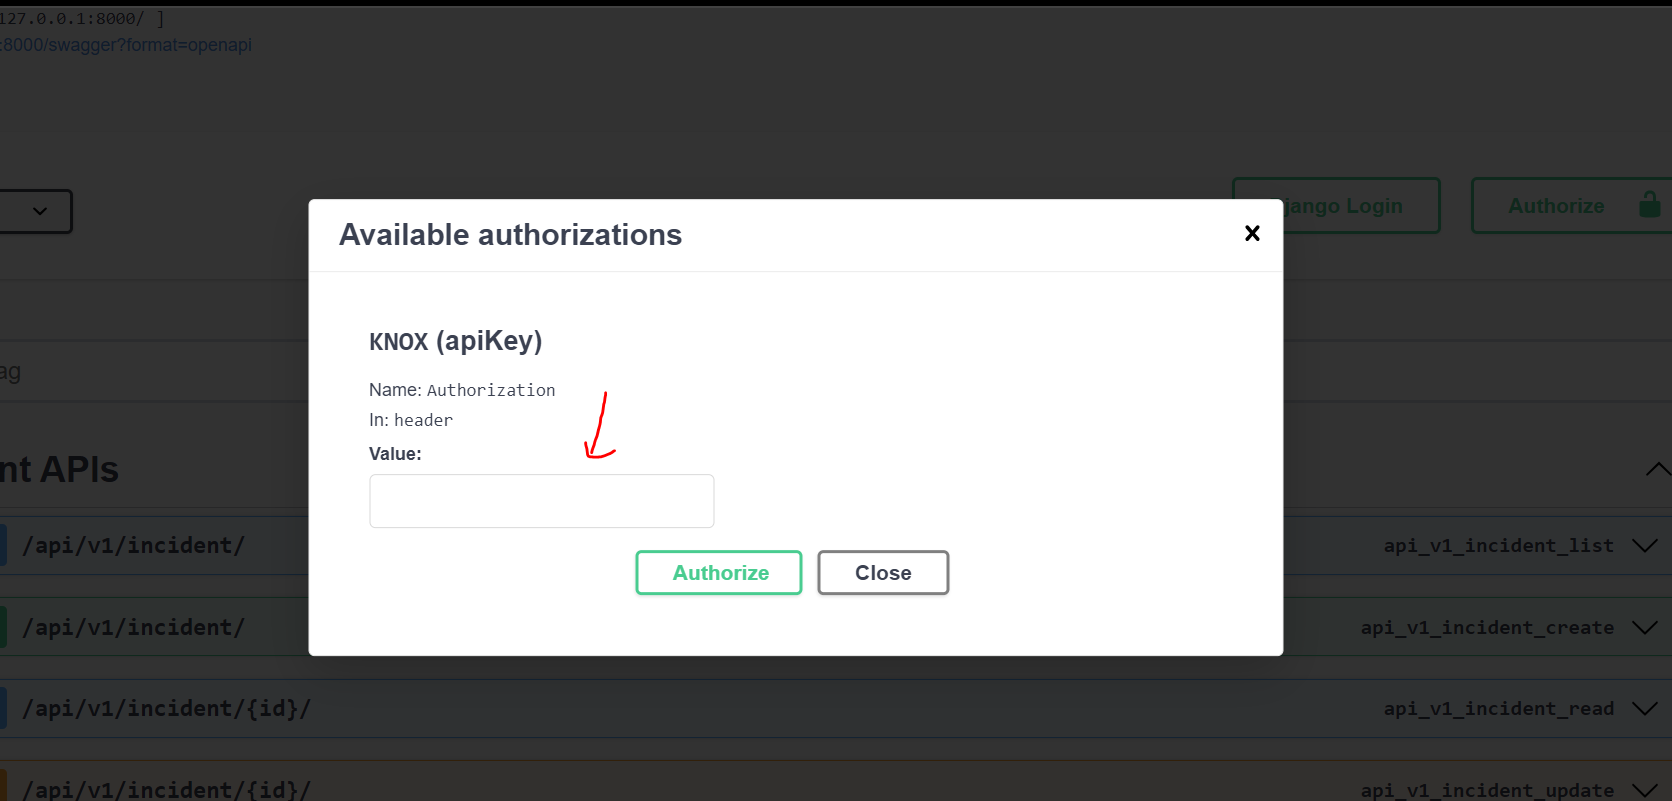 127.0.0.1:8000/ ]
:8000/swagger?format=openapi
jango Login
Authorize
Available authorizations
KNOX (apiKey)
Name: Authorization
In: header
Value:
Authorize
Close
ag
nt APIs
/api/v1/incident/
api_v1_incident_list
/api/v1/incident/
api_v1_incident_create
/api/v1/incident/{id}/
api_v1_incident_read
/api/v1/incident/{id}/
api_v1_incident_update